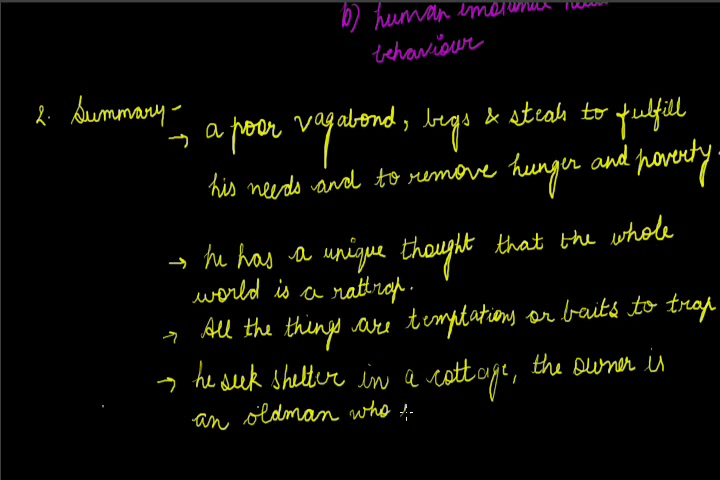 b) human
behaviour
2. Summary -
→ a poor vagabond, begs & steals to fulfill
his needs and to remove hunger and poverty.
→ he has a unique thought that the whole
world is a rattrap.
→ All the things are temptations or baits to trap
→ he seek shelter in a cottage, the owner is
an oldman who